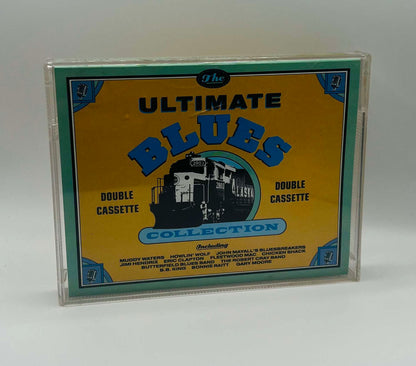 The
ULTIMATE
BLUES
DOUBLE CASSETTE
ALASKA
DOUBLE CASSETTE
COLLECTION
Including
MUDDY WATERS HOWLIN' WOLF JOHN MAYALL'S BLUESBREAKERS
JIMI HENDRIX ERIC CLAPTON FLEETWOOD MAC CHICKEN SHACK
BUTTERFIELD BLUES BAND THE ROBERT CRAY BAND
B.B. KING BONNIE RAITT GARY MOORE